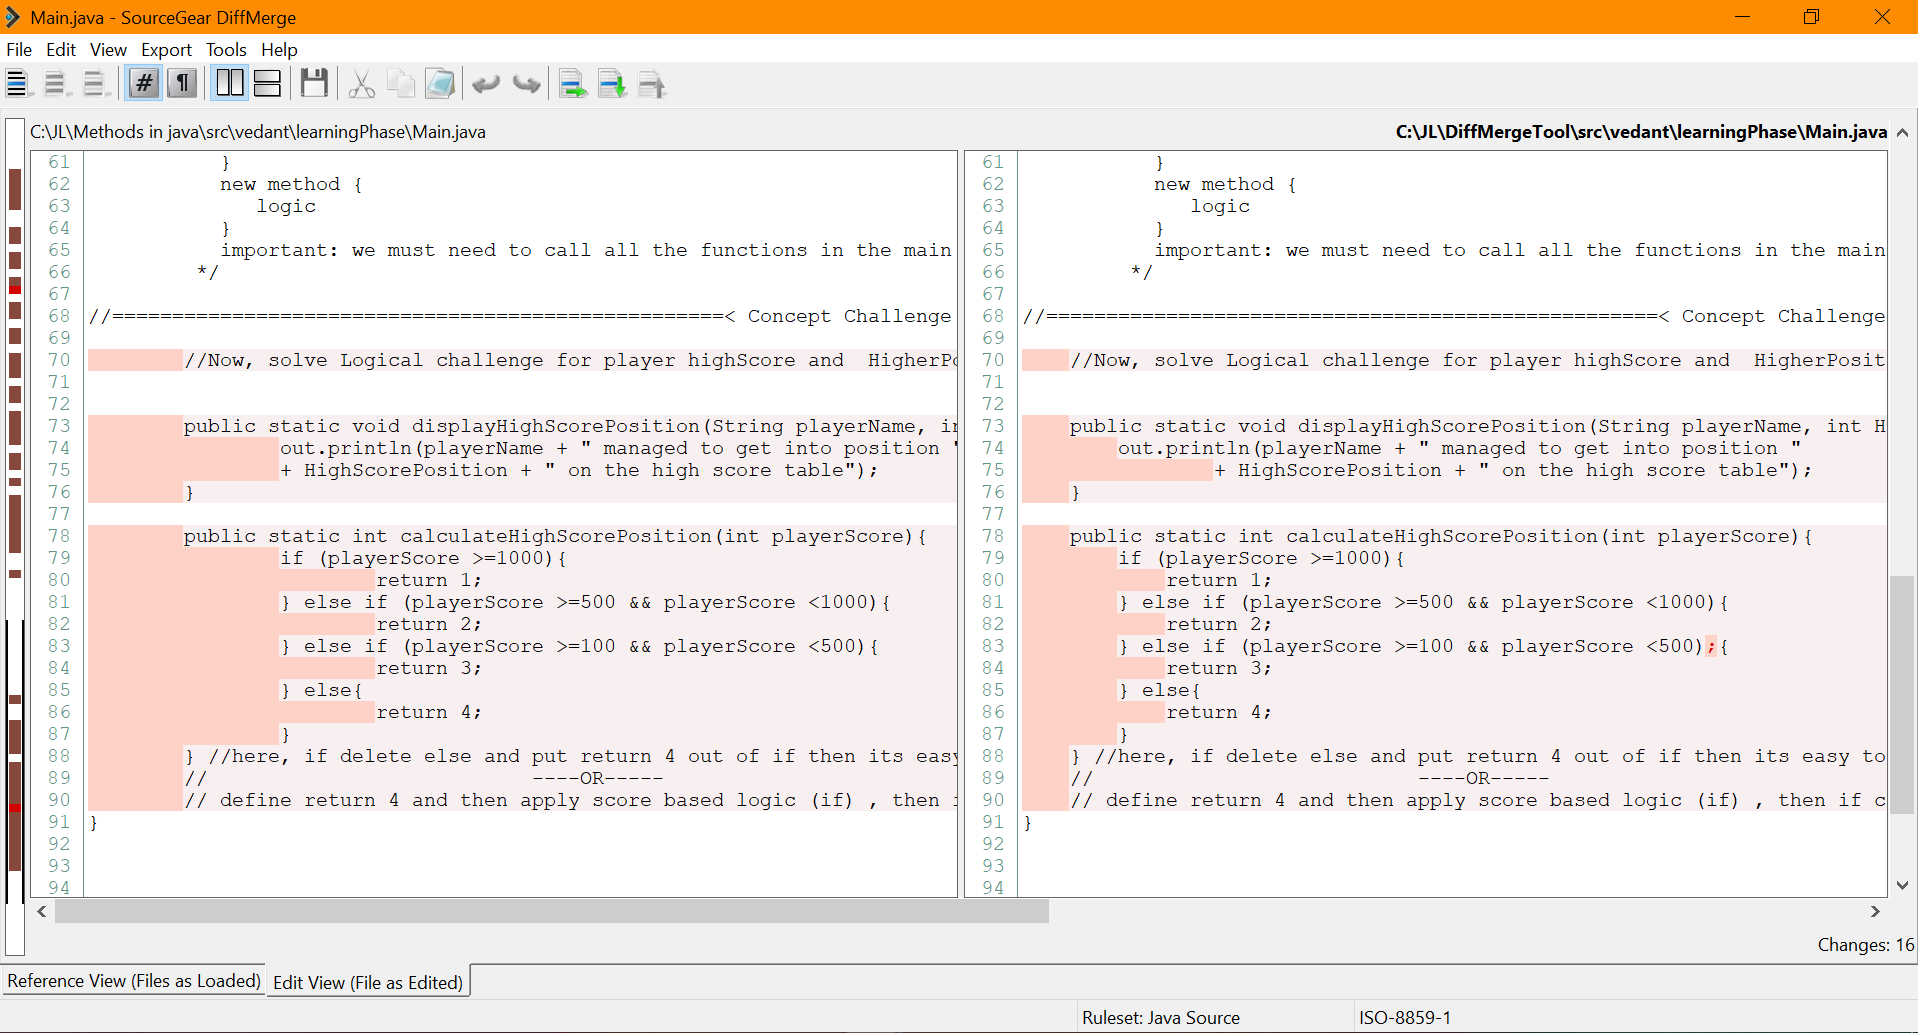 Main.java - SourceGear DiffMerge
File Edit View Export Tools Help
# ¶
C:\JL\Methods in java\src\vedant\learningPhase\Main.java
61 }
62 new method {
63 logic
64 }
65 important: we must need to call all the functions in the main
66 */
67
68 //===================================================< Concept Challenge
69
70 //Now, solve Logical challenge for player highScore and  HigherPo
71
72
73 public static void displayHighScorePosition(String playerName, in
74 out.println(playerName + " managed to get into position "
75 + HighScorePosition + " on the high score table");
76 }
77
78 public static int calculateHighScorePosition(int playerScore){
79 if (playerScore >=1000){
80 return 1;
81 } else if (playerScore >=500 && playerScore <1000){
82 return 2;
83 } else if (playerScore >=100 && playerScore <500){
84 return 3;
85 } else{
86 return 4;
87 }
88 } //here, if delete else and put return 4 out of if then its easy
89 // ----OR-----
90 // define return 4 and then apply score based logic (if) , then
91 }
92
93
94
C:\JL\DiffMergeTool\src\vedant\learningPhase\Main.java
61 }
62 new method {
63 logic
64 }
65 important: we must need to call all the functions in the main
66 */
67
68 //===================================================< Concept Challenge
69
70 //Now, solve Logical challenge for player highScore and  HigherPosit
71
72
73 public static void displayHighScorePosition(String playerName, int H
74 out.println(playerName + " managed to get into position "
75 + HighScorePosition + " on the high score table");
76 }
77
78 public static int calculateHighScorePosition(int playerScore){
79 if (playerScore >=1000){
80 return 1;
81 } else if (playerScore >=500 && playerScore <1000){
82 return 2;
83 } else if (playerScore >=100 && playerScore <500);{
84 return 3;
85 } else{
86 return 4;
87 }
88 } //here, if delete else and put return 4 out of if then its easy to
89 // ----OR-----
90 // define return 4 and then apply score based logic (if) , then if c
91 }
92
93
94
Changes: 16
Reference View (Files as Loaded) Edit View (File as Edited)
Ruleset: Java Source ISO-8859-1